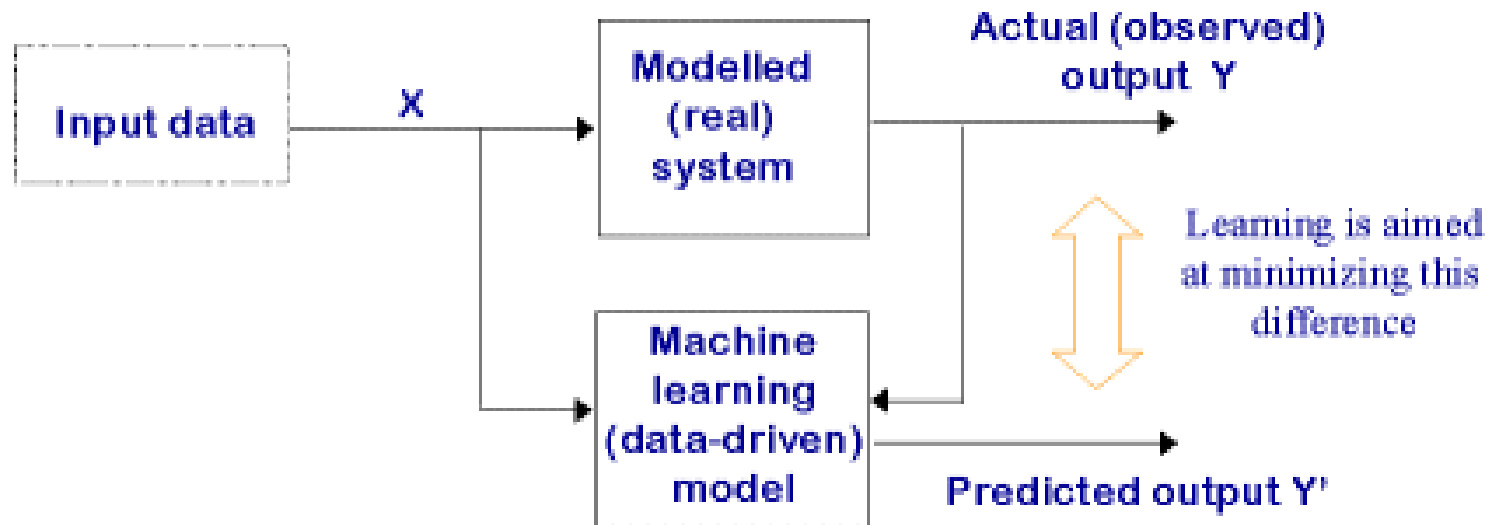 Input data
X
Modelled
(real)
system
Actual (observed)
output Y
Learning is aimed
at minimizing this
difference
Machine
learning
(data-driven)
model
Predicted output Y'